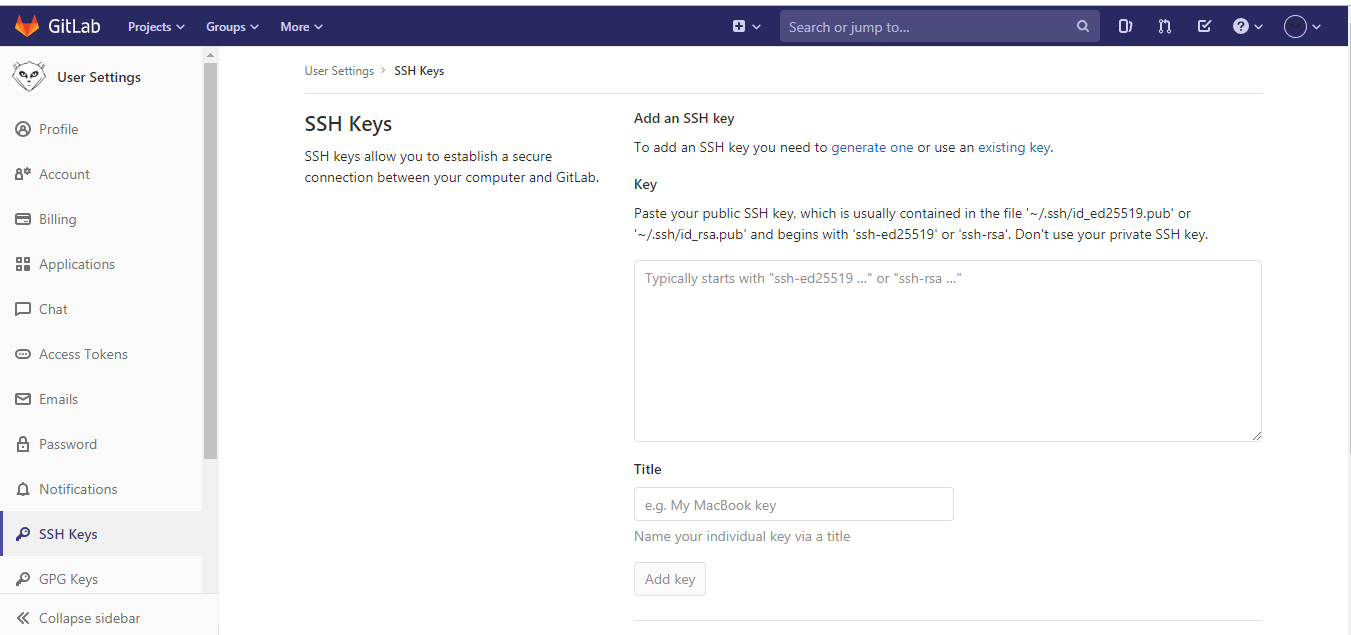 GitLab Projects Groups More Search or jump to...
User Settings
Profile
Account
Billing
Applications
Chat
Access Tokens
Emails
Password
Notifications
SSH Keys
GPG Keys
Collapse sidebar
User Settings > SSH Keys
SSH Keys
SSH keys allow you to establish a secure
connection between your computer and GitLab.
Add an SSH key
To add an SSH key you need to generate one or use an existing key.
Key
Paste your public SSH key, which is usually contained in the file '~/.ssh/id_ed25519.pub' or
'~/.ssh/id_rsa.pub' and begins with 'ssh-ed25519' or 'ssh-rsa'. Don't use your private SSH key.
Typically starts with "ssh-ed25519 ..." or "ssh-rsa ..."
Title
e.g. My MacBook key
Name your individual key via a title
Add key